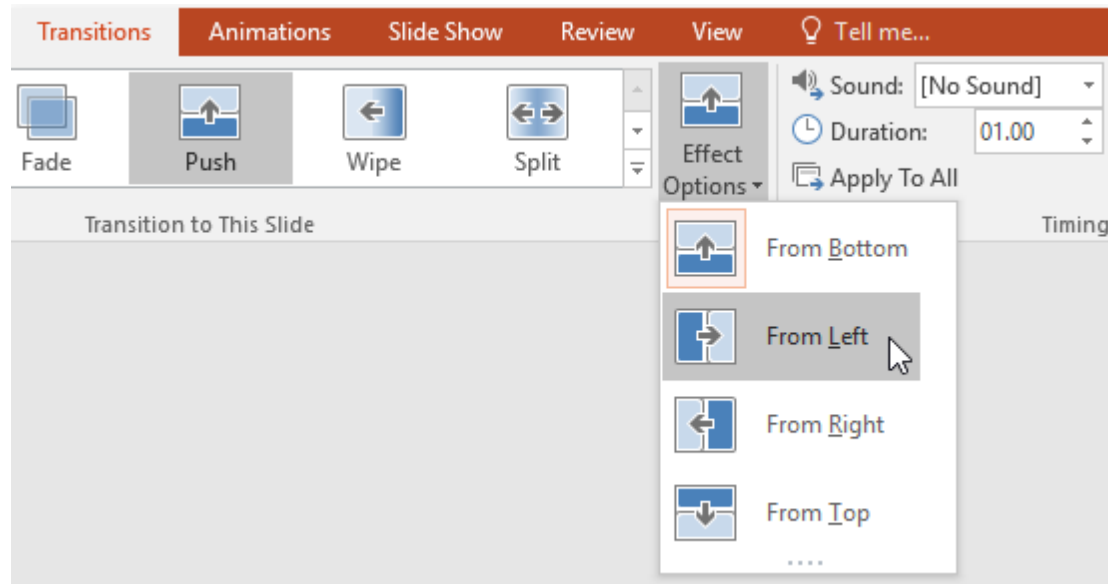 Transitions Animations Slide Show Review View Tell me...
Fade Push Wipe Split
Effect
Options
Sound: [No Sound]
Duration: 01.00
Apply To All
Transition to This Slide
Timing
From Bottom
From Left
From Right
From Top